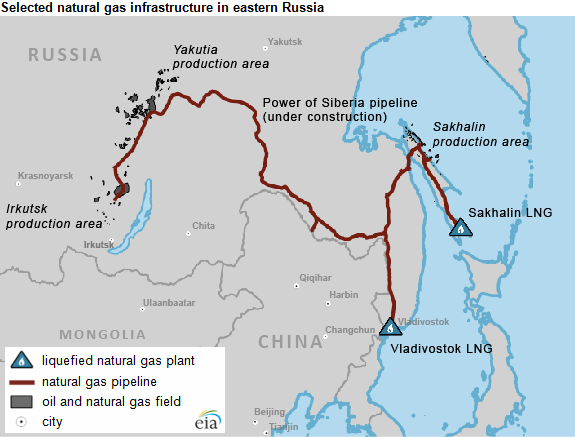 Selected natural gas infrastructure in eastern Russia
RUSSIA
Yakutia
production area
Yakutsk
Power of Siberia pipeline
(under construction)
Sakhalin
production area
Krasnoyarsk
Irkutsk
production area
Irkutsk
Chita
Sakhalin LNG
Qiqihar
Ulaanbaatar
Harbin
MONGOLIA
CHINA
Changchun
Vladivostok
Vladivostok LNG
liquefied natural gas plant
natural gas pipeline
oil and natural gas field
city
eia
Beijing
Tianjin